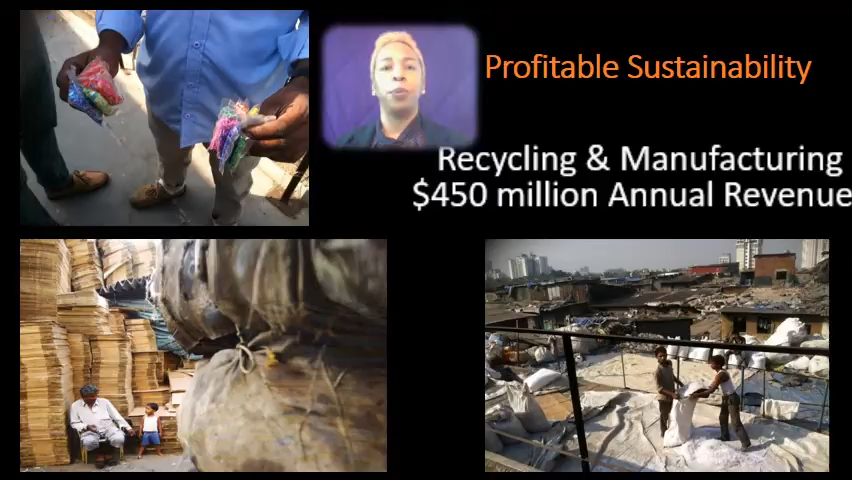 Profitable Sustainability
Recycling & Manufacturing
$450 million Annual Revenue